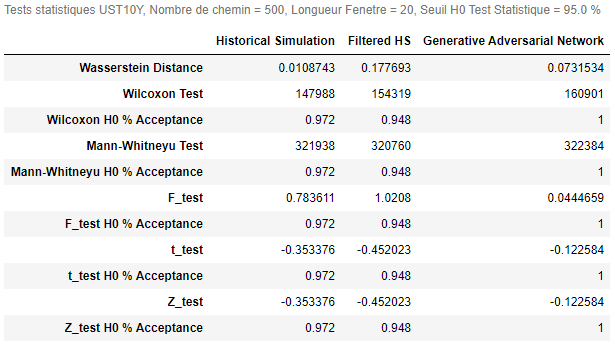 Tests statistiques UST10Y, Nombre de chemin = 500, Longueur Fenetre = 20, Seuil H0 Test Statistique = 95.0 %
Historical Simulation Filtered HS Generative Adversarial Network
Wasserstein Distance 0.0108743 0.177693 0.0731534
Wilcoxon Test 147988 154319 160901
Wilcoxon H0 % Acceptance 0.972 0.948 1
Mann-Whitneyu Test 321938 320760 322384
Mann-Whitneyu H0 % Acceptance 0.972 0.948 1
F_test 0.783611 1.0208 0.0444659
F_test H0 % Acceptance 0.972 0.948 1
t_test -0.353376 -0.452023 -0.122584
t_test H0 % Acceptance 0.972 0.948 1
Z_test -0.353376 -0.452023 -0.122584
Z_test H0 % Acceptance 0.972 0.948 1